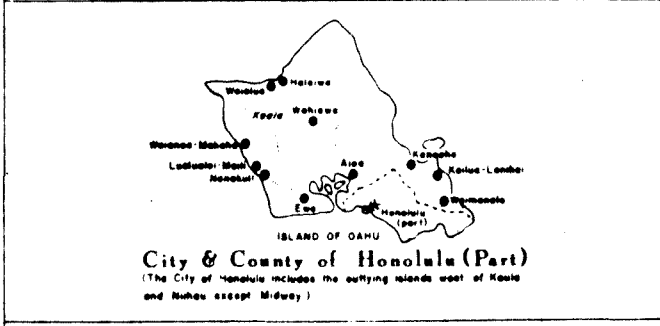 Haleiwa
Waialua
Wahiawa
Waianae-Makaha
Lualualei-Maili
Nanakuli
Aiea
Kaneohe
Kailua-Lanikai
Ewa
Waimanalo
Honolulu
(part)
ISLAND OF OAHU
City & County of Honolulu (Part)
(The City of Honolulu includes the outlying islands west of Kauia
and Niihau except Midway)